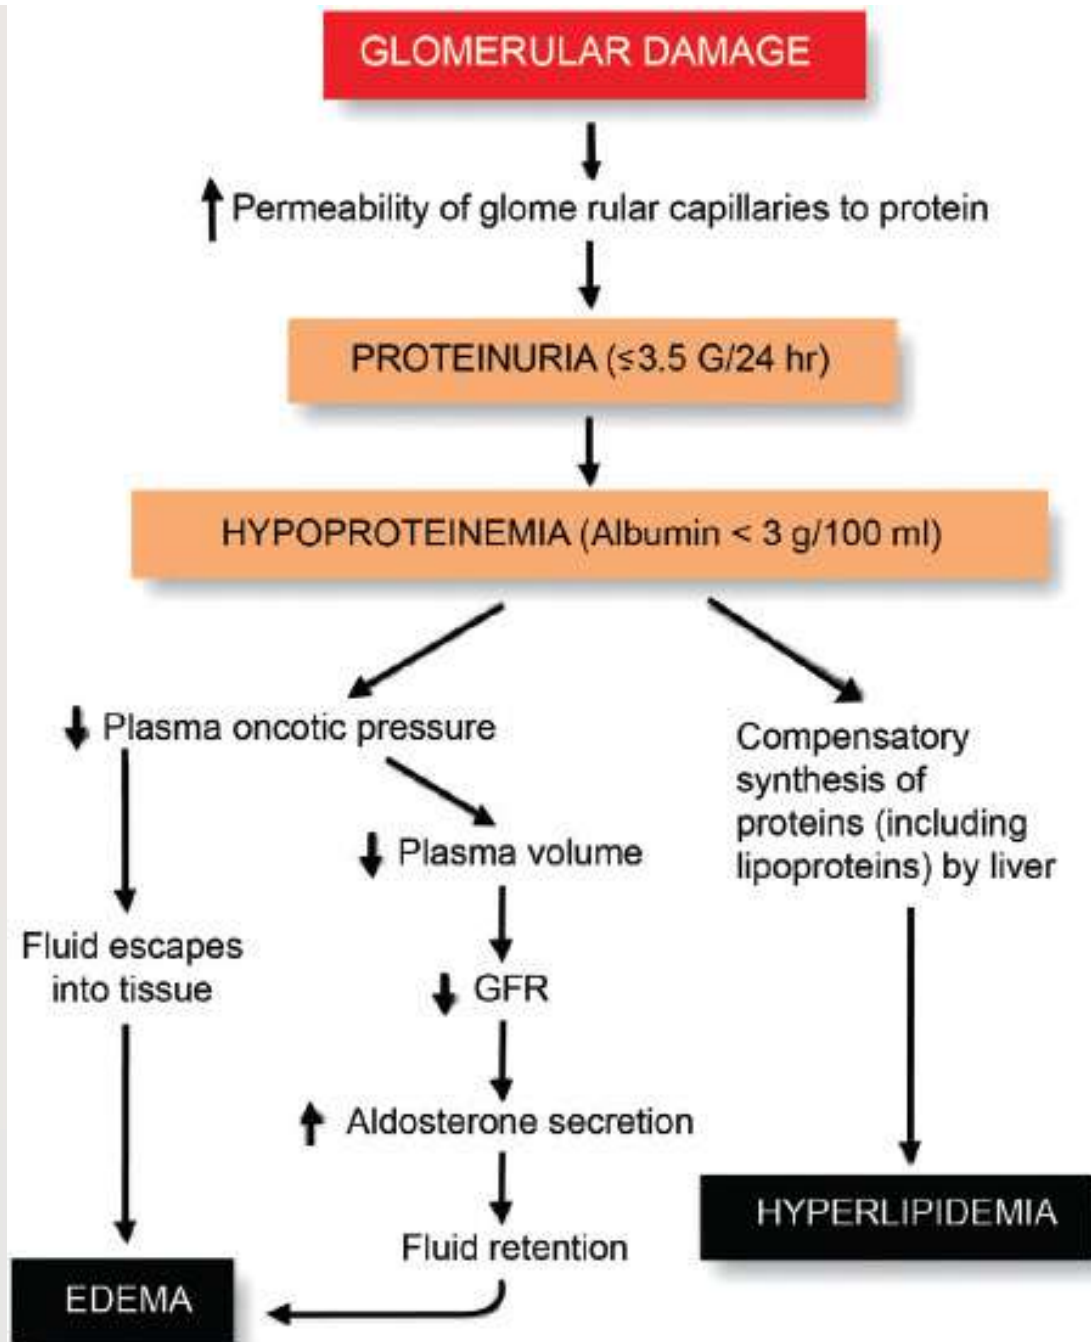 GLOMERULAR DAMAGE
Permeability of glome rular capillaries to protein
PROTEINURIA (≤3.5 G/24 hr)
HYPOPROTEINEMIA (Albumin < 3 g/100 ml)
Plasma oncotic pressure
Plasma volume
GFR
Aldosterone secretion
Fluid retention
Fluid escapes
into tissue
EDEMA
Compensatory
synthesis of
proteins (including
lipoproteins) by liver
HYPERLIPIDEMIA